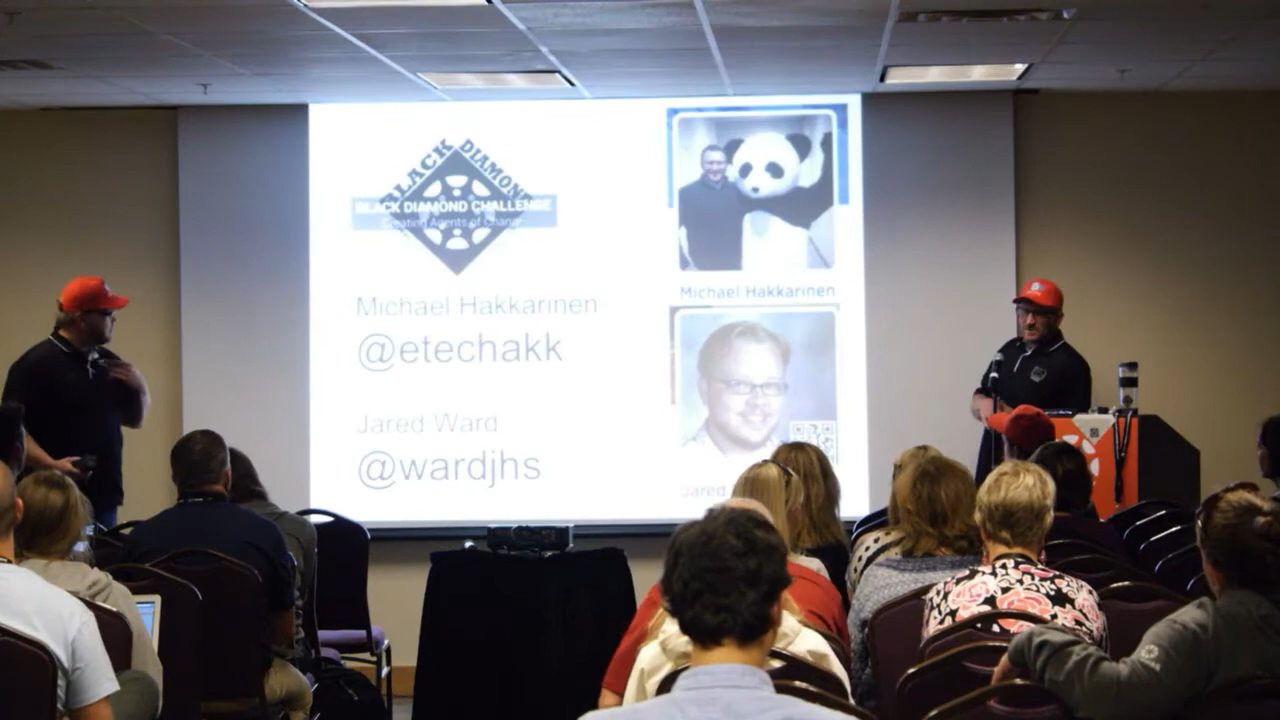 BLACK DIAMOND
BLACK DIAMOND CHALLENGE
Creating Agents of Change
Michael Hakkarinen
@etechakk
Jared Ward
@wardjhs
Michael Hakkarinen
Jared